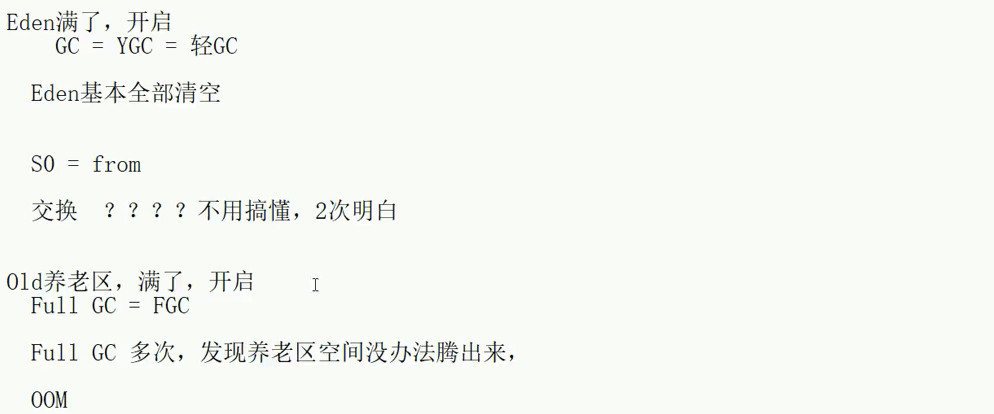 Eden满了，开启
GC = YGC = 轻GC
Eden基本全部清空
S0 = from
交换 ？？？？不用搞懂，2次明白
Old养老区，满了，开启
Full GC = FGC
Full GC 多次，发现养老区空间没办法腾出来，
OOM